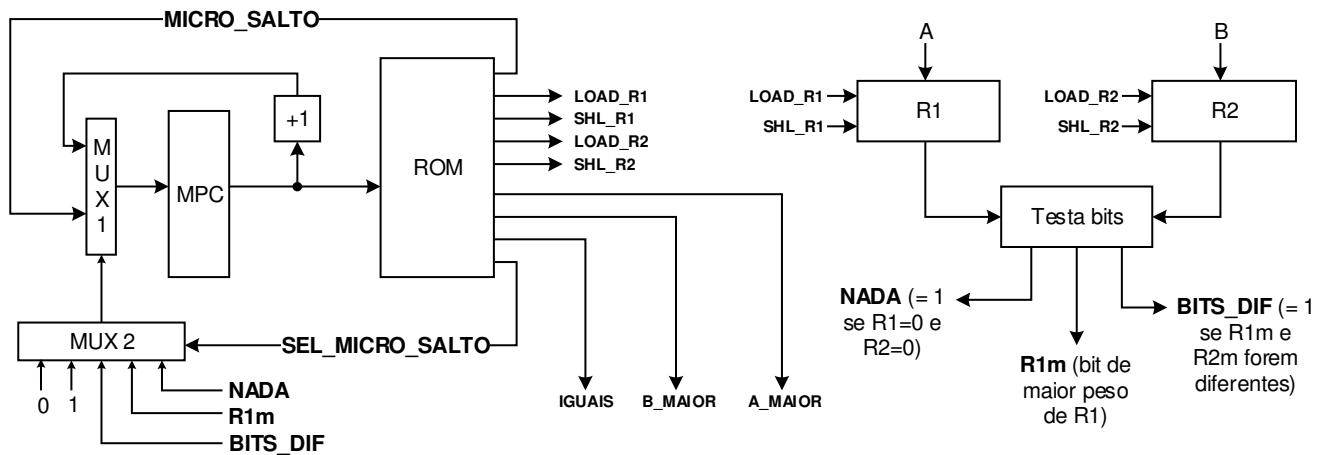 MICRO_SALTO
M
U
X
1
MPC
+1
ROM
LOAD_R1
SHL_R1
LOAD_R2
SHL_R2
MUX 2
SEL_MICRO_SALTO
0
1
NADA
R1m
BITS_DIF
IGUAIS
B_MAIOR
A_MAIOR
A
B
LOAD_R1
SHL_R1
R1
LOAD_R2
SHL_R2
R2
Testa bits
NADA (= 1
se R1=0 e
R2=0)
R1m (bit de
maior peso
de R1)
BITS_DIF (= 1
se R1m e
R2m forem
diferentes)